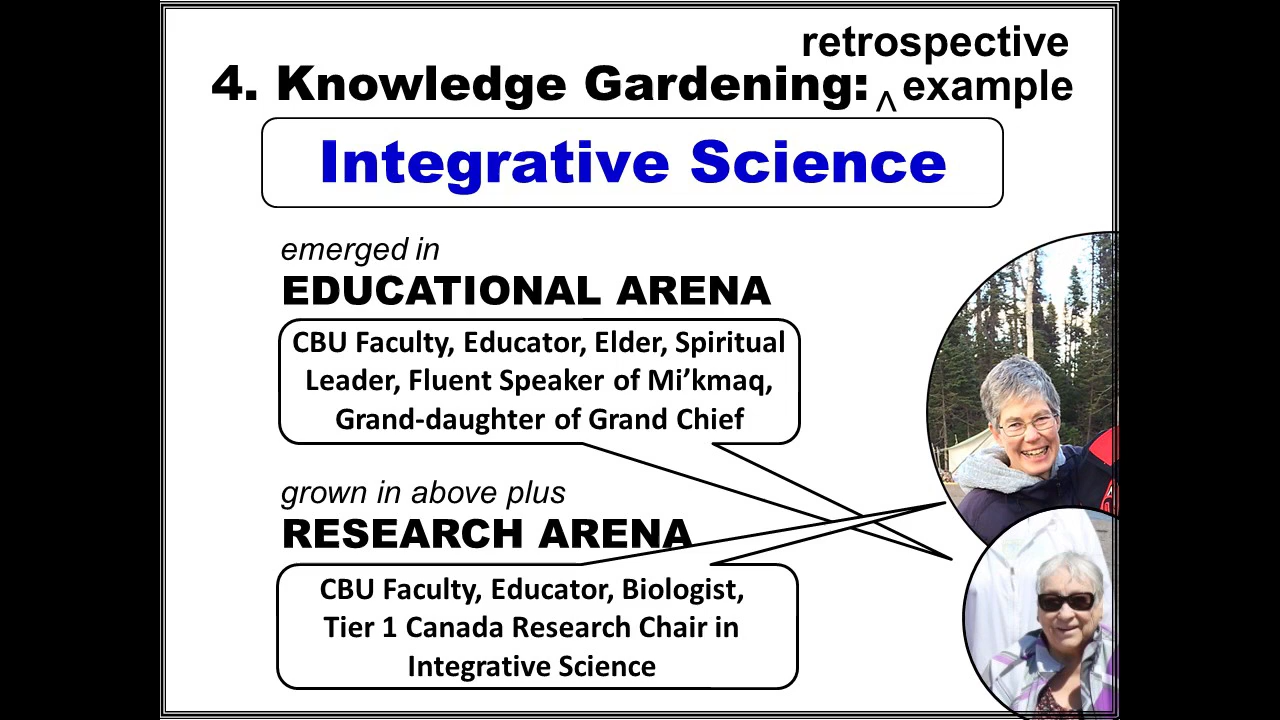 retrospective
4. Knowledge Gardening: ^ example
Integrative Science
emerged in
EDUCATIONAL ARENA
CBU Faculty, Educator, Elder, Spiritual
Leader, Fluent Speaker of Mi’kmaq,
Grand-daughter of Grand Chief
grown in above plus
RESEARCH ARENA
CBU Faculty, Educator, Biologist,
Tier 1 Canada Research Chair in
Integrative Science